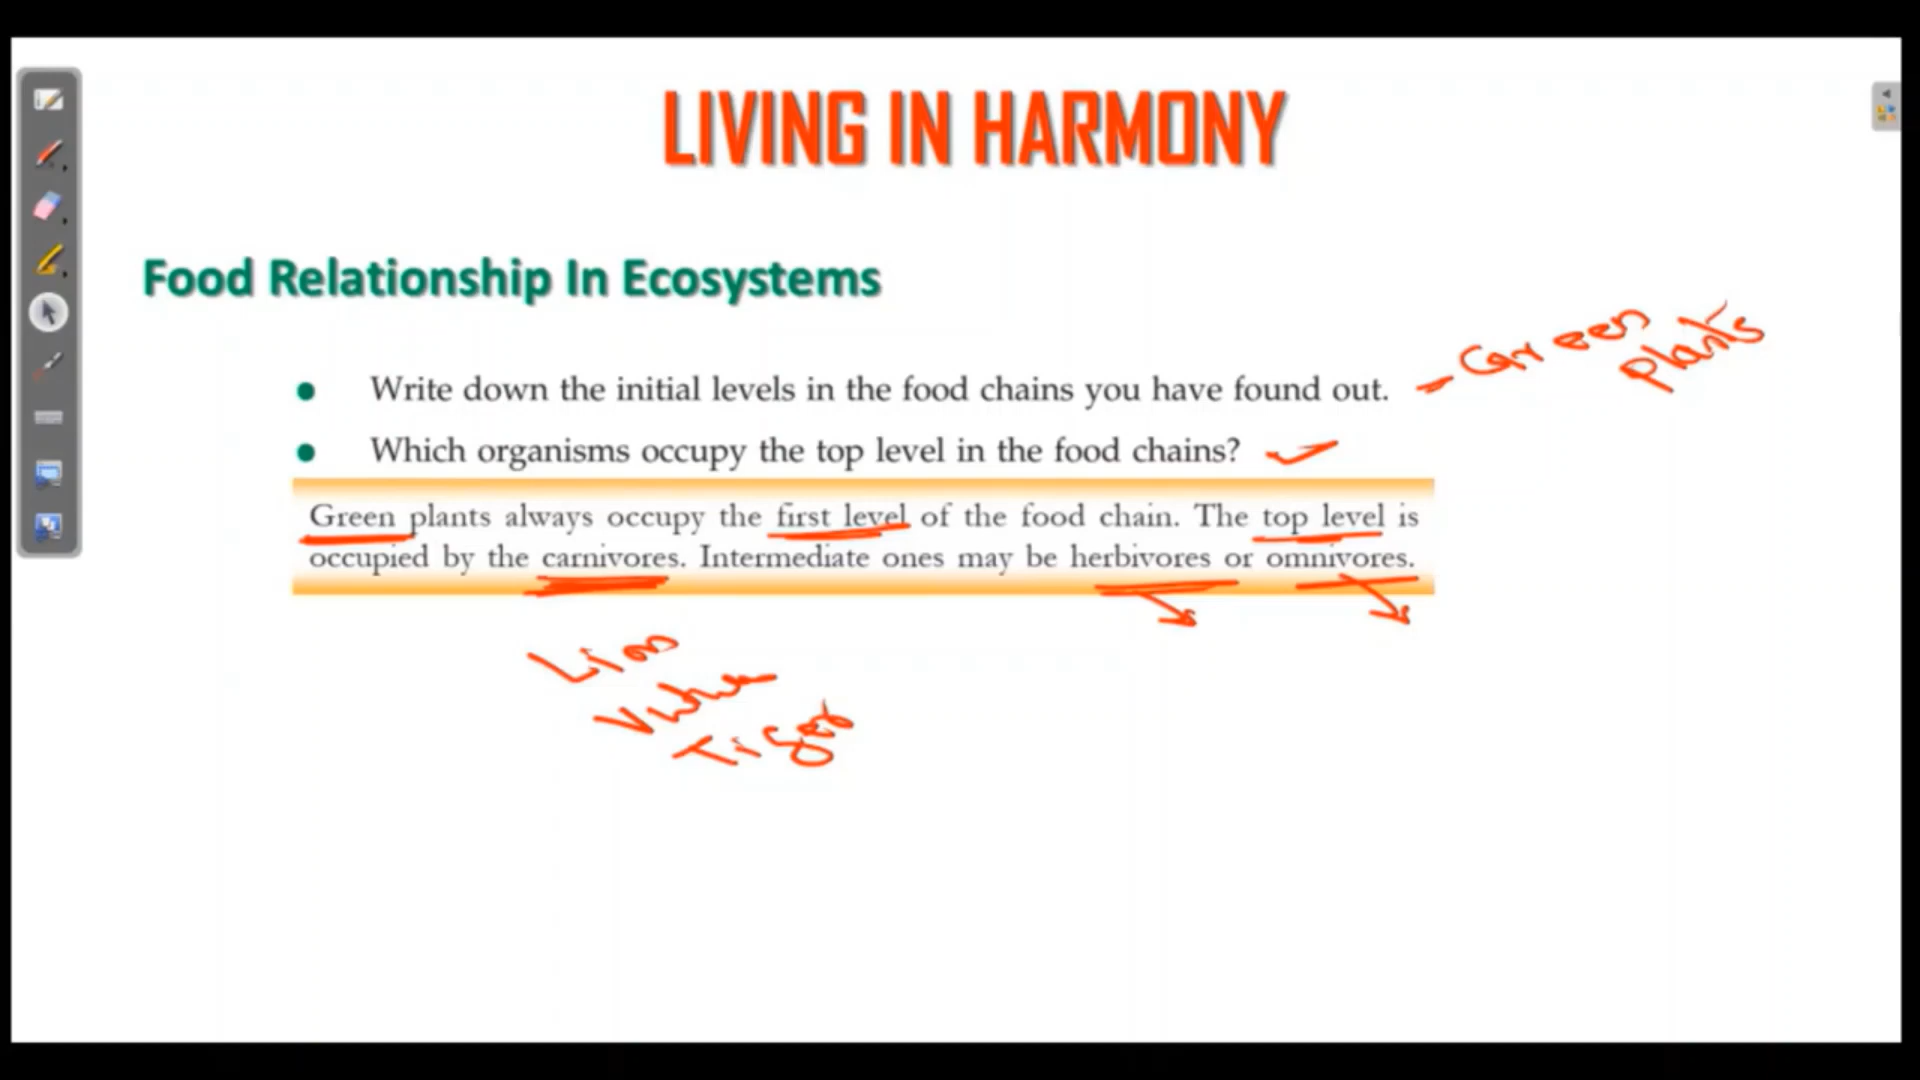 LIVING IN HARMONY
Food Relationship In Ecosystems
Green
Plants
● Write down the initial levels in the food chains you have found out.
● Which organisms occupy the top level in the food chains?
Green plants always occupy the first level of the food chain. The top level is
occupied by the carnivores. Intermediate ones may be herbivores or omnivores.
Lion
Tiger